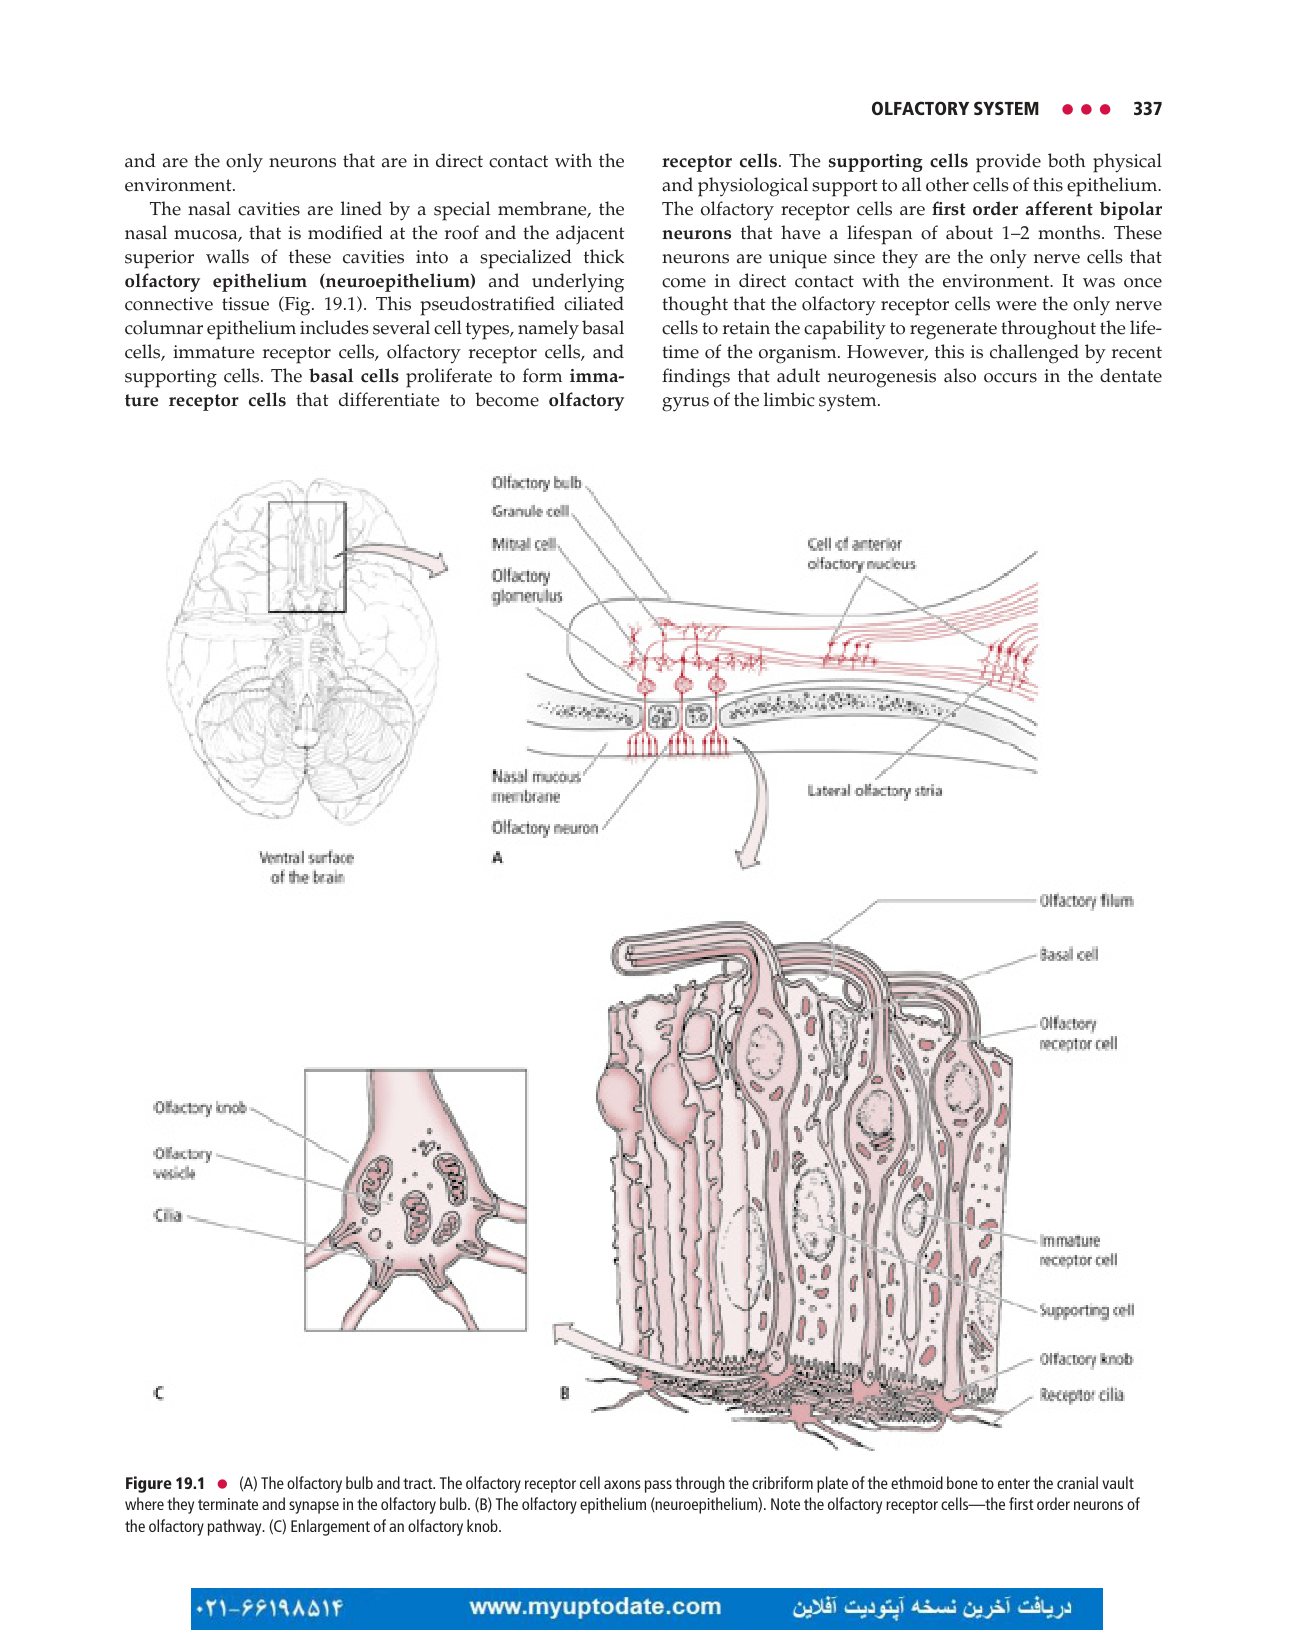 OLFACTORY SYSTEM ● ● ● 337
and are the only neurons that are in direct contact with the
environment.
The nasal cavities are lined by a special membrane, the
nasal mucosa, that is modified at the roof and the adjacent
superior walls of these cavities into a specialized thick
olfactory epithelium (neuroepithelium) and underlying
connective tissue (Fig. 19.1). This pseudostratified ciliated
columnar epithelium includes several cell types, namely basal
cells, immature receptor cells, olfactory receptor cells, and
supporting cells. The basal cells proliferate to form imma-
ture receptor cells that differentiate to become olfactory
receptor cells. The supporting cells provide both physical
and physiological support to all other cells of this epithelium.
The olfactory receptor cells are first order afferent bipolar
neurons that have a lifespan of about 1–2 months. These
neurons are unique since they are the only nerve cells that
come in direct contact with the environment. It was once
thought that the olfactory receptor cells were the only nerve
cells to retain the capability to regenerate throughout the life-
time of the organism. However, this is challenged by recent
findings that adult neurogenesis also occurs in the dentate
gyrus of the limbic system.
Olfactory bulb
Granule cell
Mitral cell
Olfactory
glomerulus
Cell of anterior
olfactory nucleus
Nasal mucous
membrane
Olfactory neuron
Lateral olfactory stria
A
Ventral surface
of the brain
Olfactory filum
Basal cell
Olfactory
receptor cell
Olfactory knob
Olfactory
vesicle
Cilia
Immature
receptor cell
Supporting cell
Olfactory knob
Receptor cilia
C
B
Figure 19.1 ● (A) The olfactory bulb and tract. The olfactory receptor cell axons pass through the cribriform plate of the ethmoid bone to enter the cranial vault
where they terminate and synapse in the olfactory bulb. (B) The olfactory epithelium (neuroepithelium). Note the olfactory receptor cells—the first order neurons of
the olfactory pathway. (C) Enlargement of an olfactory knob.
۰۲۱-۶۶۱۹۸۵۱۴ www.myuptodate.com دریافت آخرین نسخه آپتودیت آفلاین